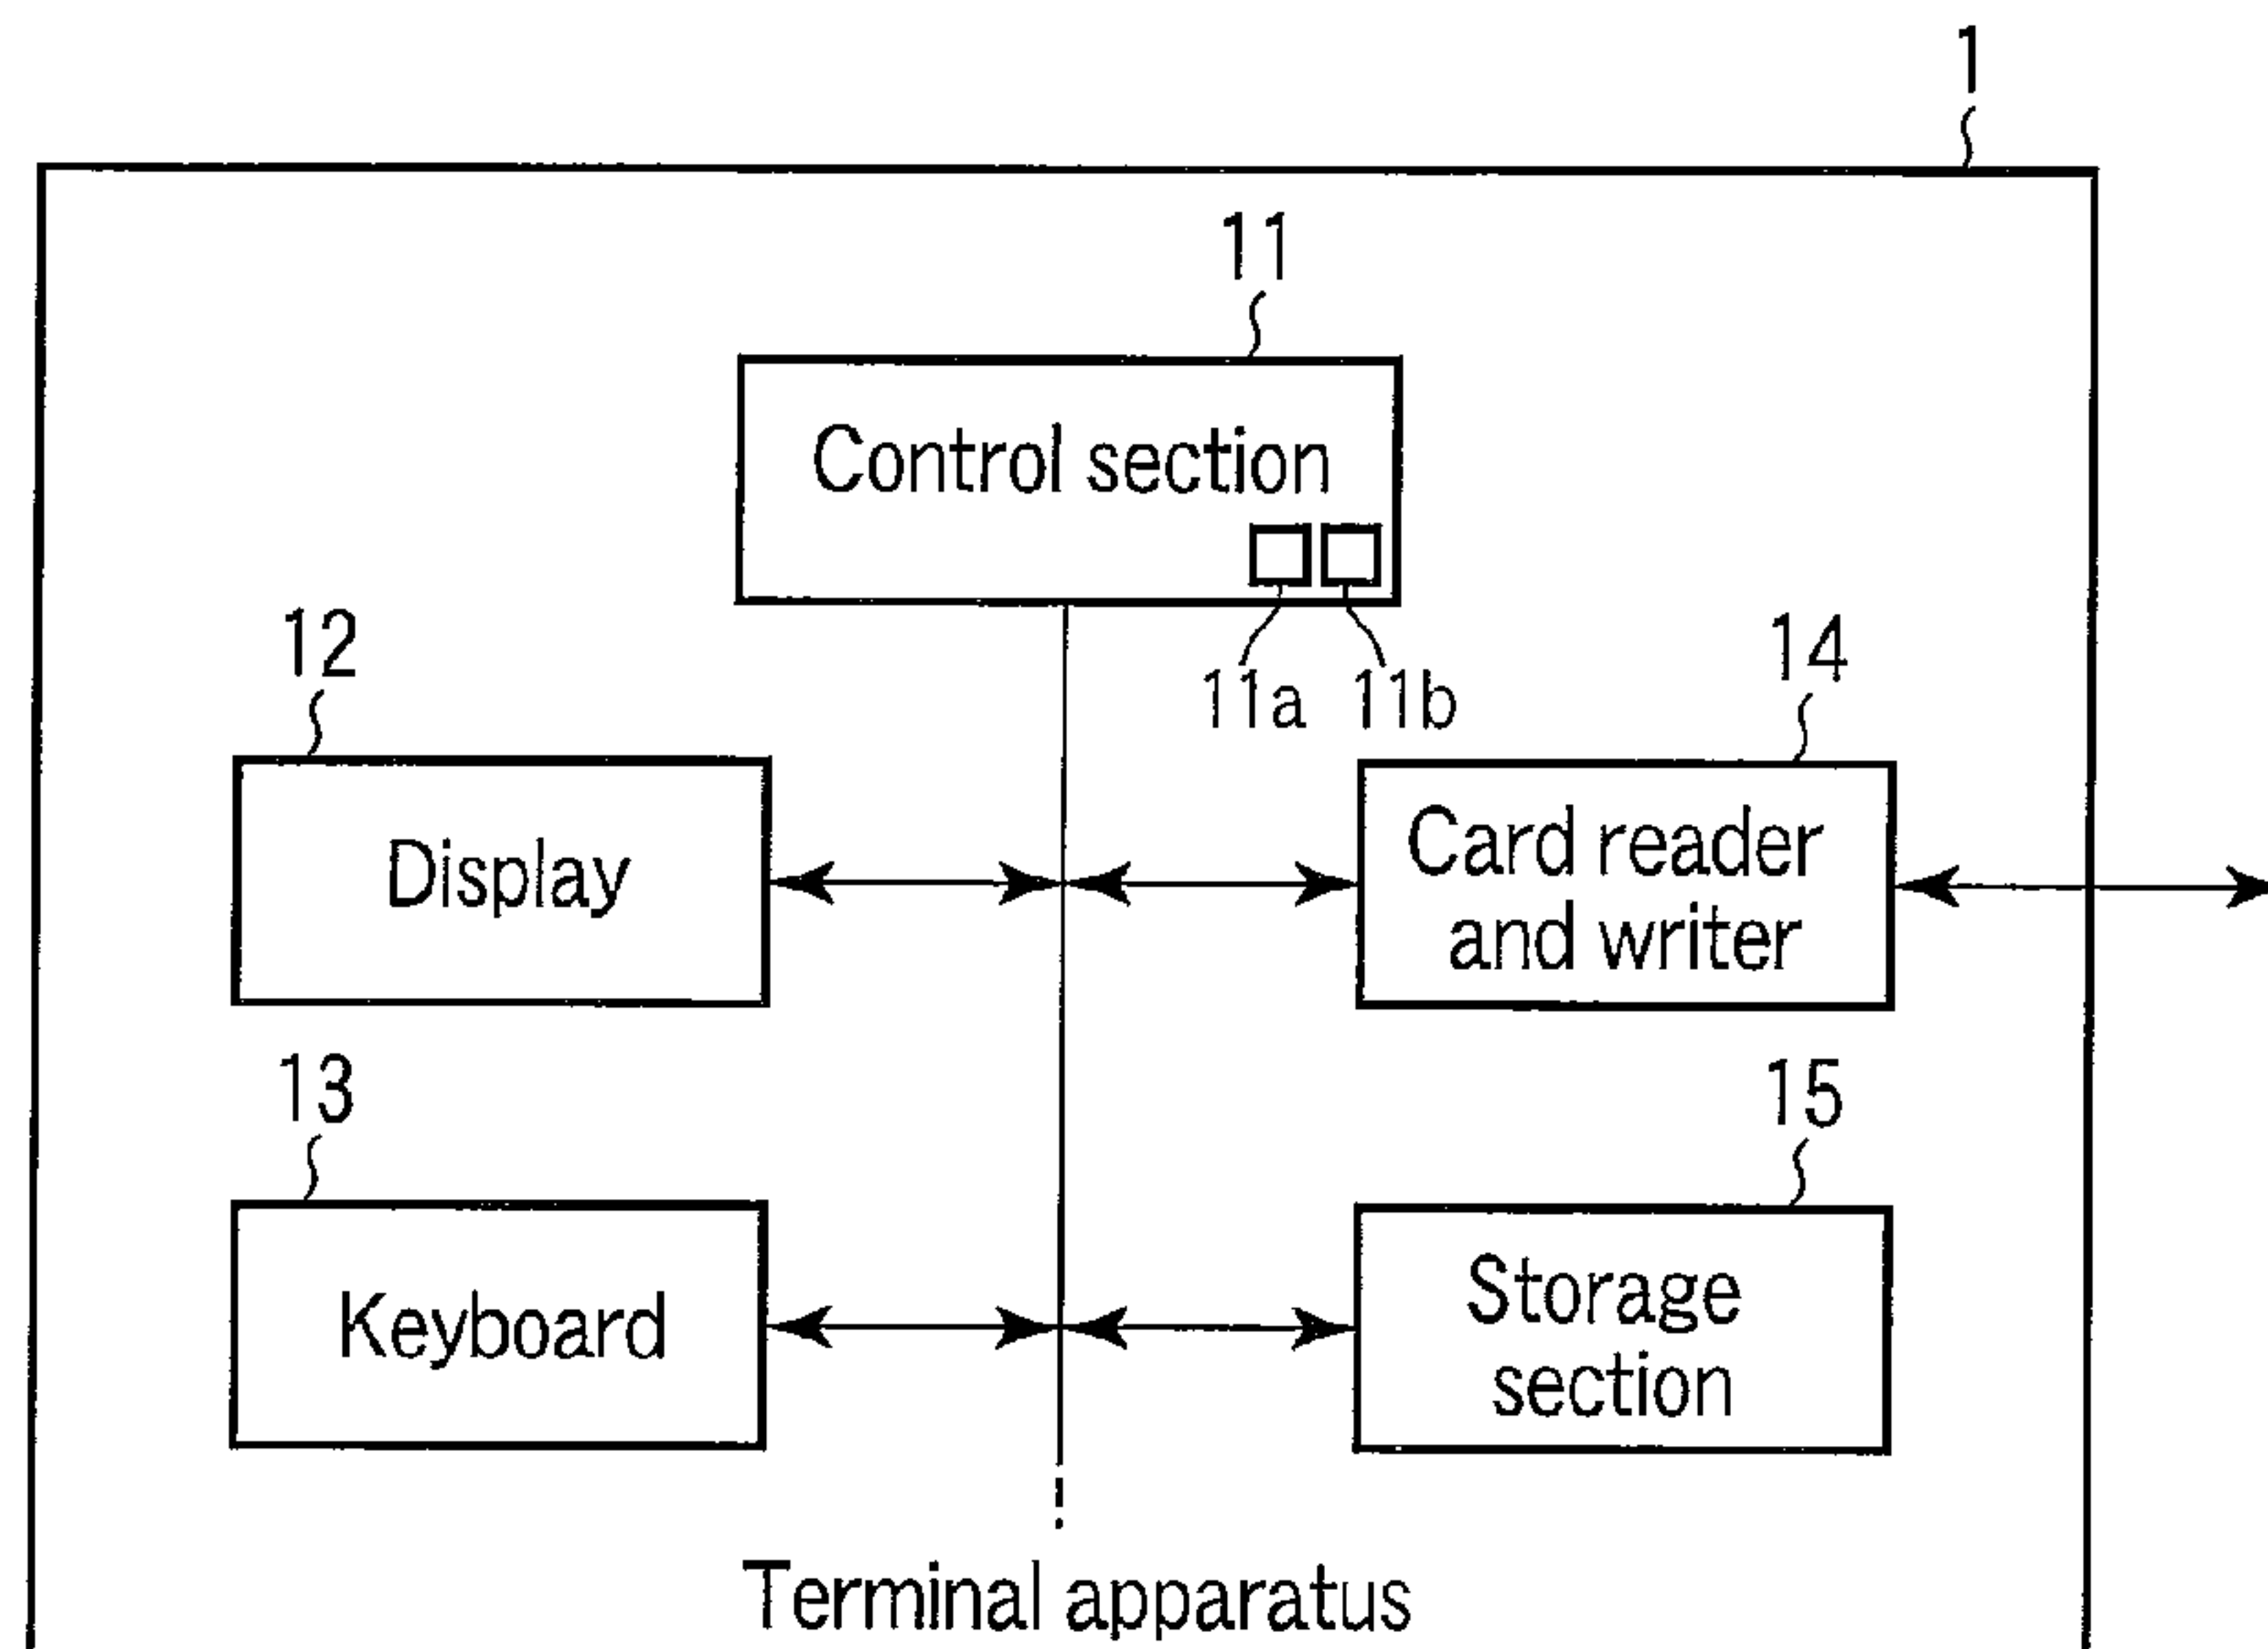 1
11
Control section
11a 11b
12
14
Display
Card reader
and writer
13
15
Keyboard
Storage
section
Terminal apparatus